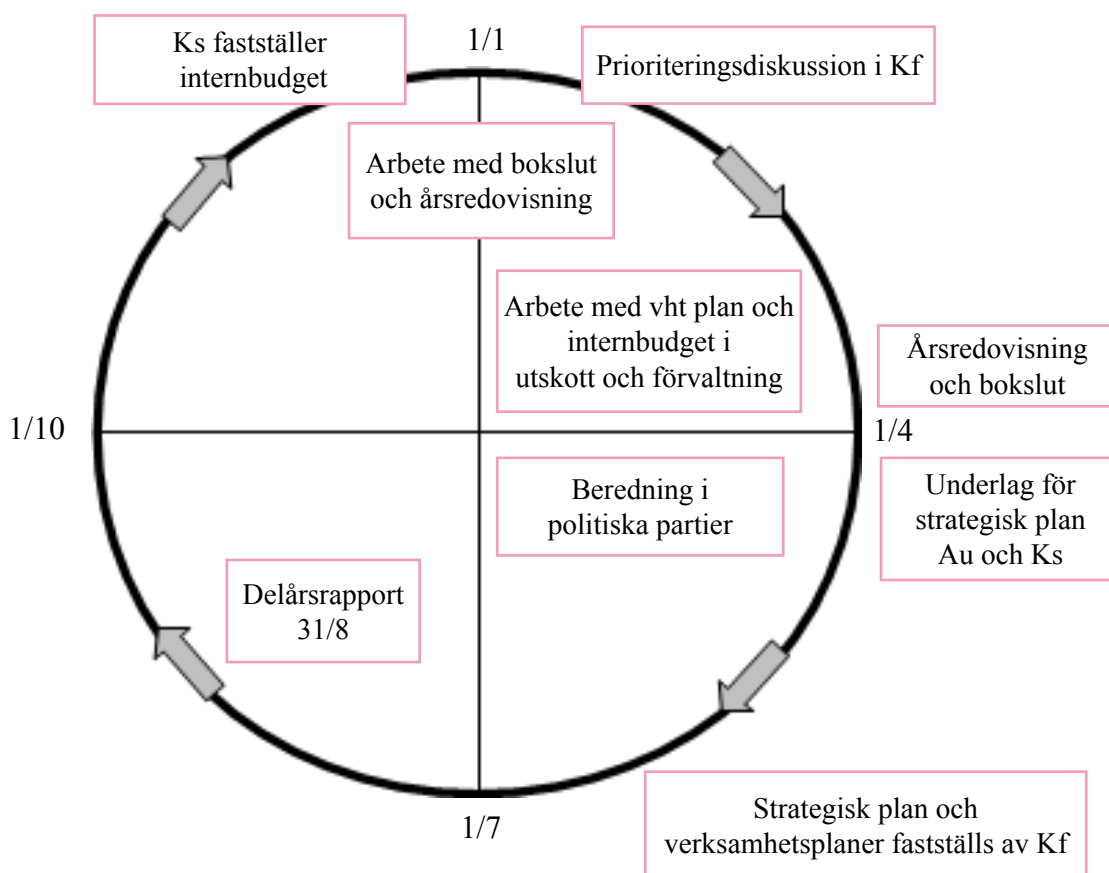 Ks fastställer
internbudget
1/1
Prioriteringsdiskussion i Kf
Arbete med bokslut
och årsredovisning
Arbete med vht plan och
internbudget i
utskott och förvaltning
Årsredovisning
och bokslut
1/10
1/4
Beredning i
politiska partier
Underlag för
strategisk plan
Au och Ks
Delårsrapport
31/8
1/7
Strategisk plan och
verksamhetsplaner fastställs av Kf